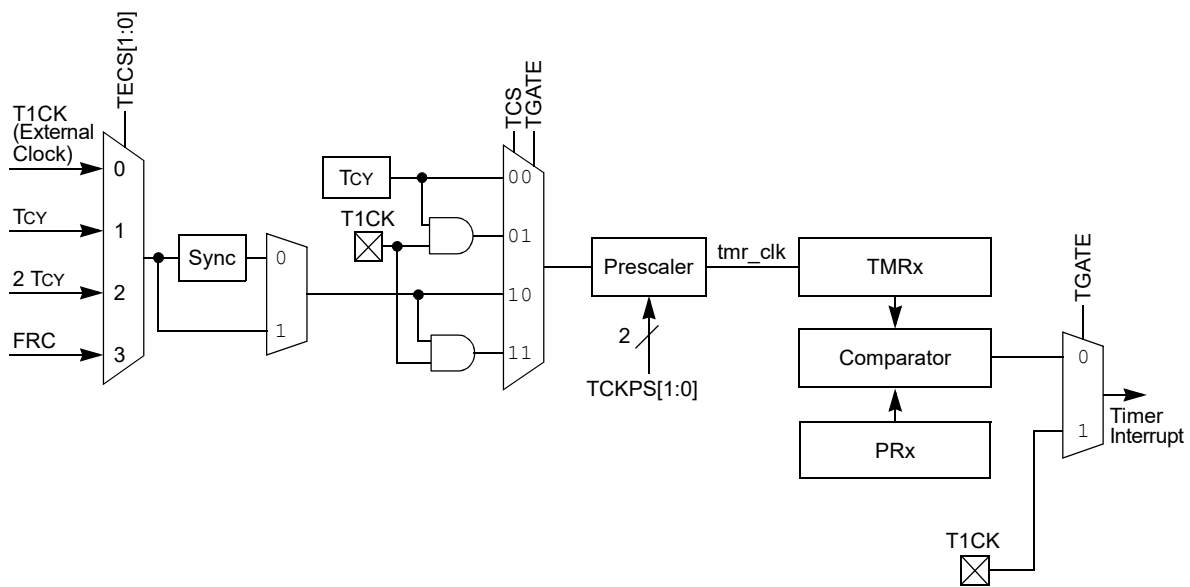 TECS[1:0]
T1CK
(External
Clock)
0
TCY
1
2 TCY
2
FRC
3
Sync
0
1
TCS
TGATE
TCY
T1CK
00
01
10
11
Prescaler
2
TCKPS[1:0]
tmr_clk
TMRx
Comparator
PRx
TGATE
0
1
Timer
Interrupt
T1CK